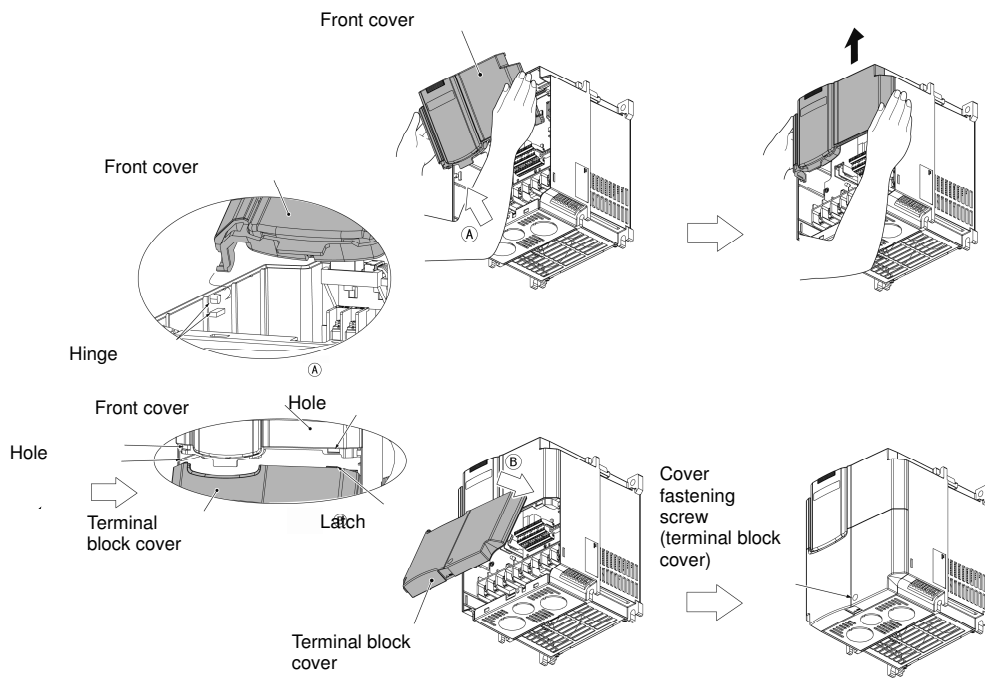 Front cover
Front cover
Ⓐ
Hinge
Ⓐ
Front cover
Hole
Hole
Terminal
block cover
Latch
Ⓑ
Terminal block
cover
Cover
fastening
screw
(terminal block
cover)